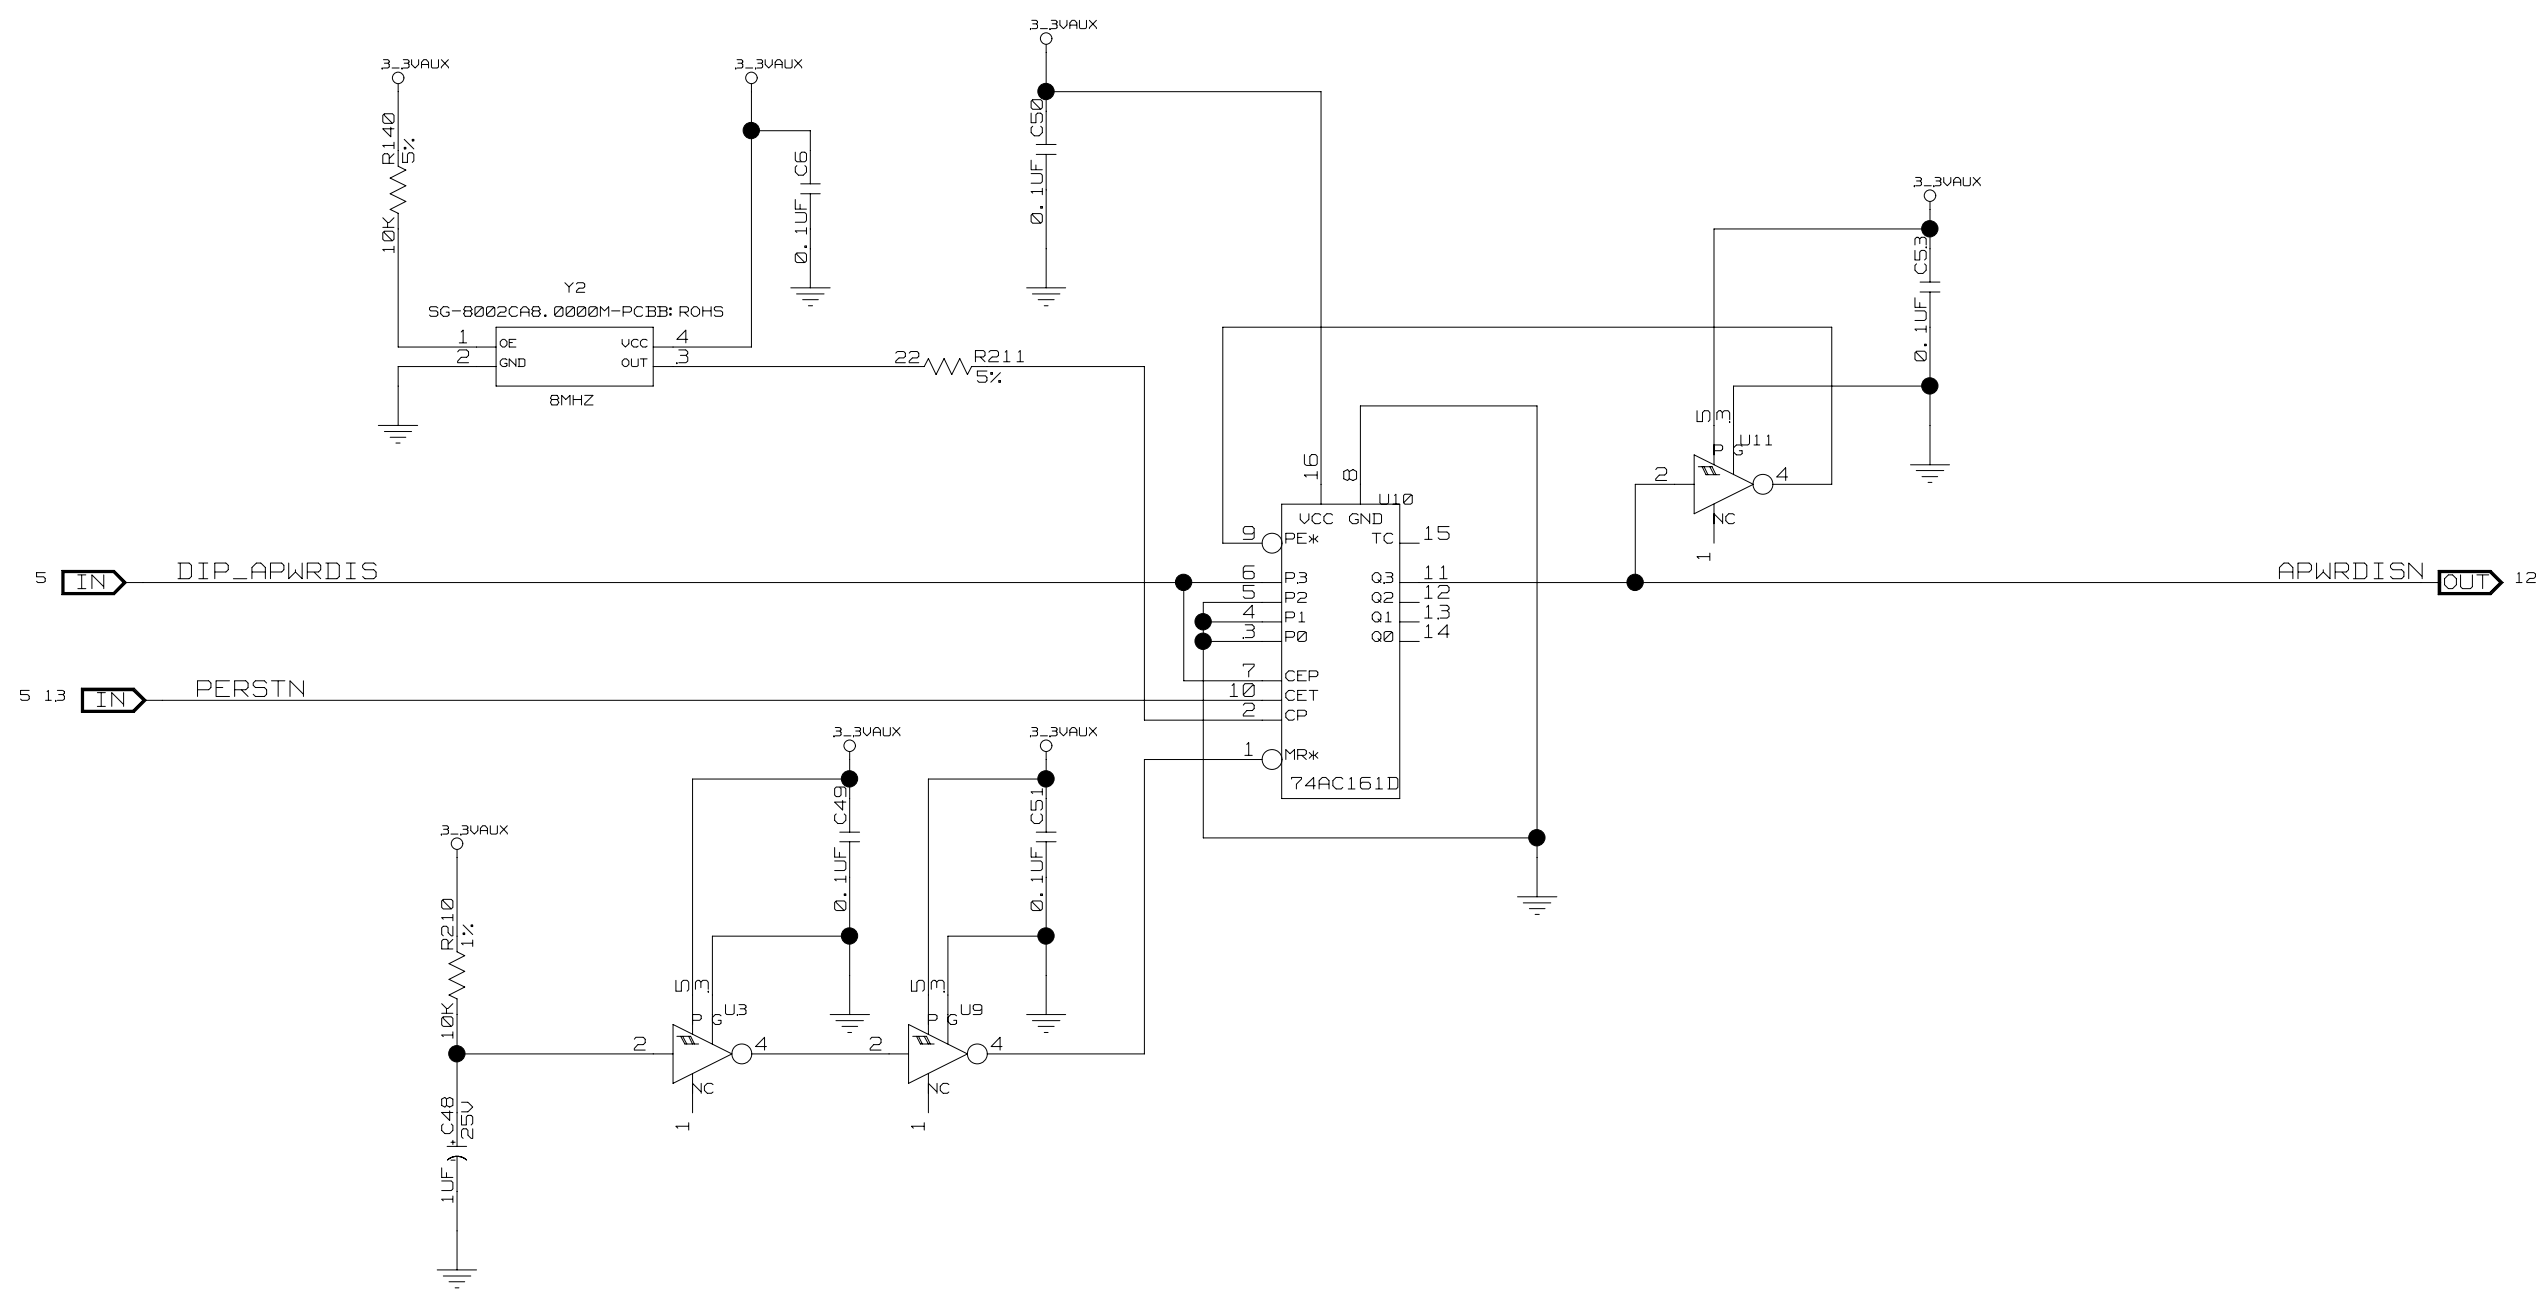 3_3VAUX
3_3VAUX
3_3VAUX
R140
5%
10K
C6
0.1UF
C50
0.1UF
3_3VAUX
C53
0.1UF
Y2
SG-8002CA8.0000M-PCBB:ROHS
1 OE VCC 4
2 GND OUT 3
8MHZ
22 R211
5%
16 8
U10
VCC GND
9 PE* TC 15
6 P3 Q3 11
5 P2 Q2 12
4 P1 Q1 13
3 P0 Q0 14
7 CEP
10 CET
2 CP
1 MR*
74AC161D
5 3
P G U11
2 4
NC
1
5 IN DIP_APWRDIS
APWRDISN OUT 12
5 13 IN PERSTN
3_3VAUX
3_3VAUX
C49
0.1UF
C51
0.1UF
3_3VAUX
R210
1%
10K
5 3
P G U3
2 4
NC
1
5 3
P G U9
2 4
NC
1
C48
25V
+
1UF